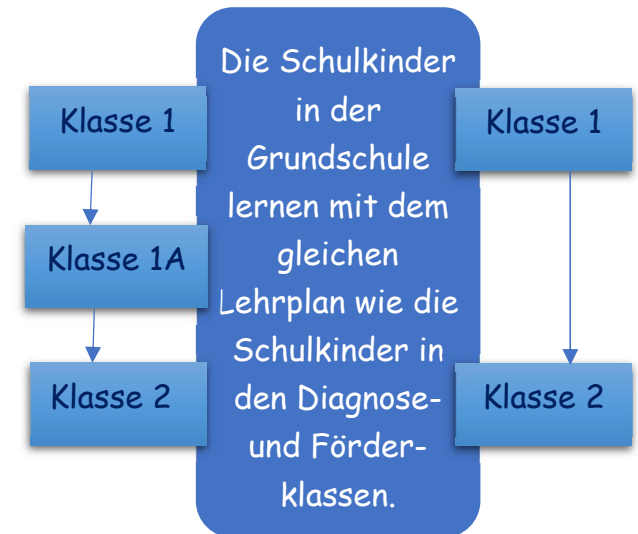 Klasse 1
Klasse 1A
Klasse 2
Die Schulkinder
in der
Grundschule
lernen mit dem
gleichen
Lehrplan wie die
Schulkinder in
den Diagnose-
und Förder-
klassen.
Klasse 1
Klasse 2